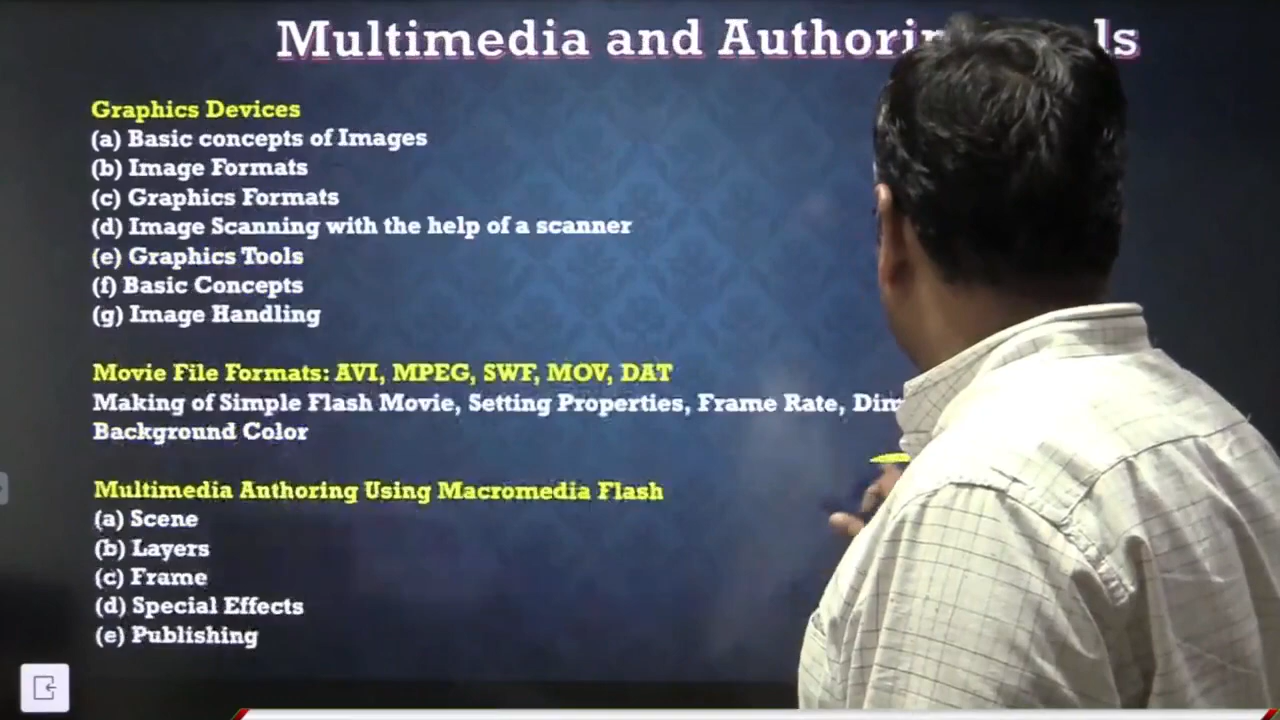 Multimedia and
Graphics Devices
(a) Basic concepts of Images
(b) Image Formats
(c) Graphics Formats
(d) Image Scanning with the help of a scanner
(e) Graphics Tools
(f) Basic Concepts
(g) Image Handling
Movie File Formats: AVI, MPEG, SWF, MOV, DAT
Making of Simple Flash Movie, Setting Properties, Frame Rate,
Background Color
Multimedia Anthoring Using Macromedia Flash
(a) Scene
(b) Layers
(c) Frame
(d) Special Effects
(e) Publishing